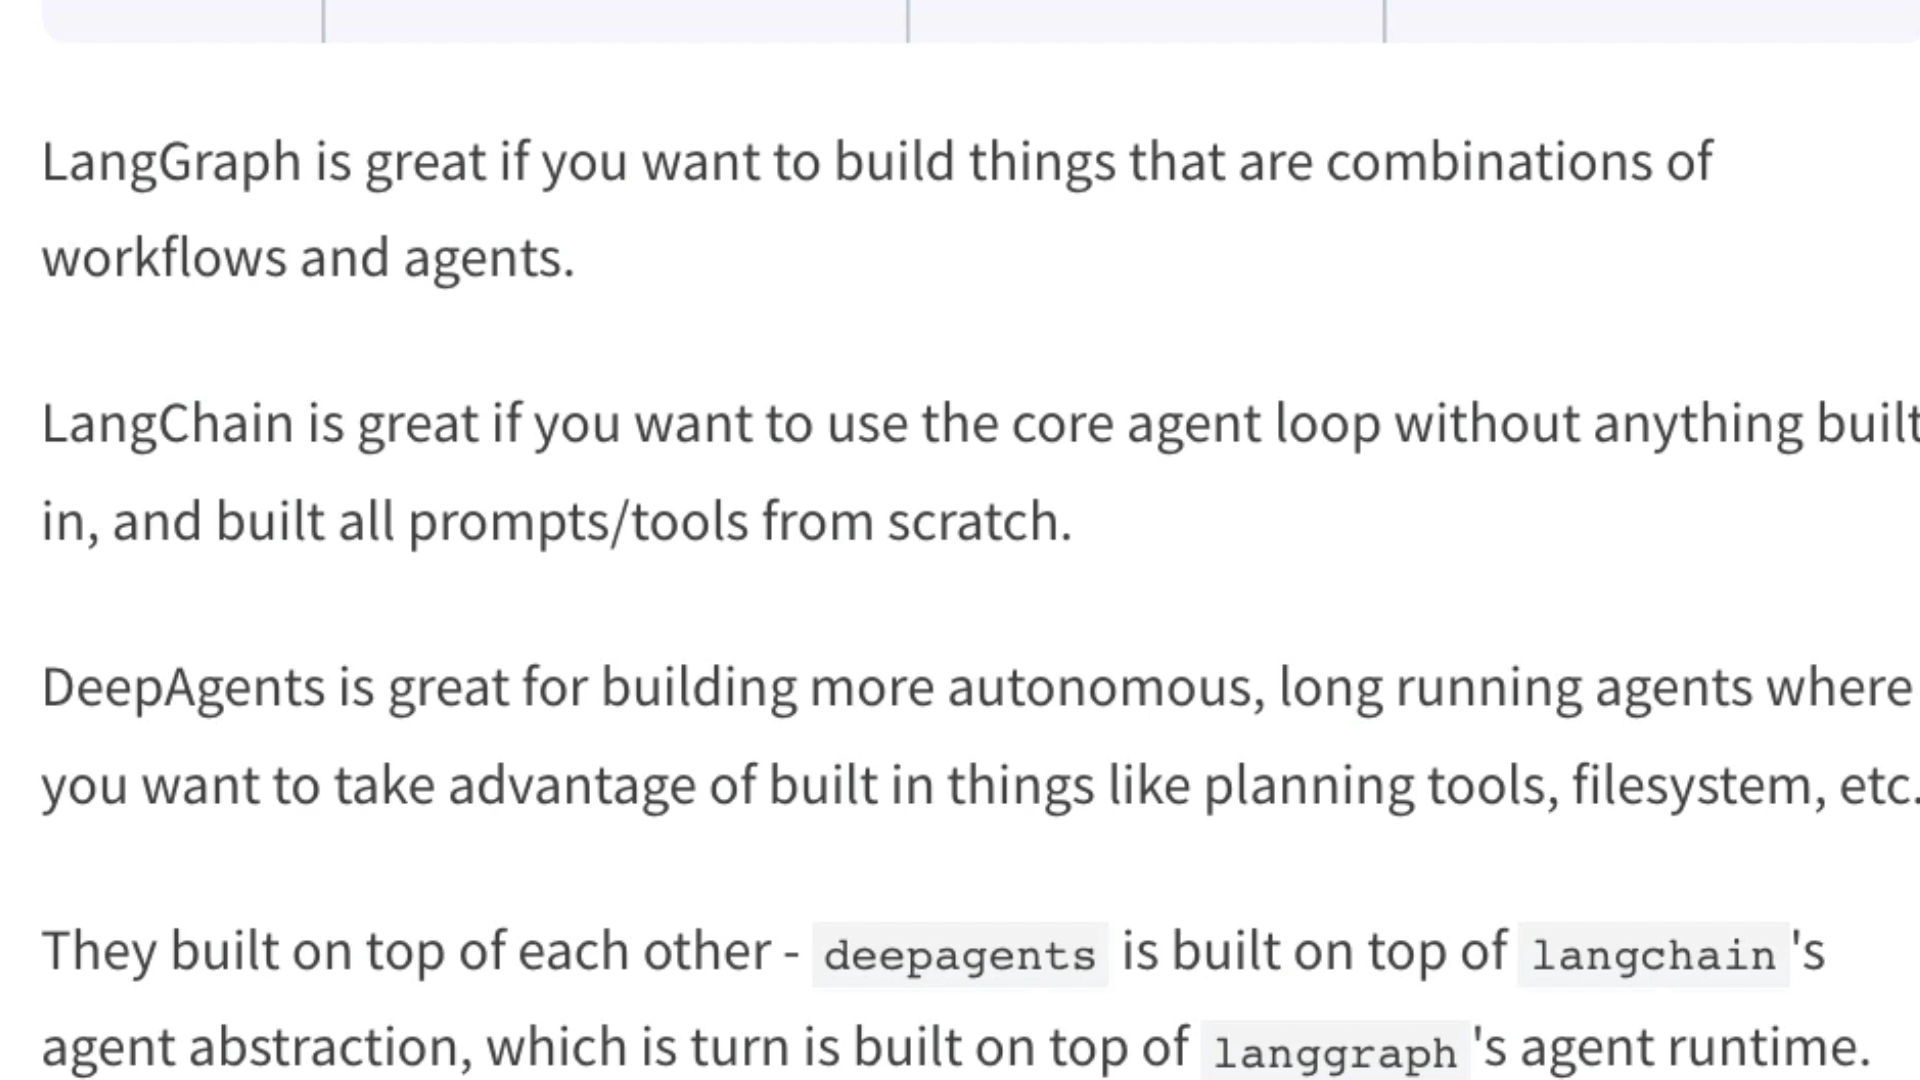 LangGraph is great if you want to build things that are combinations of
workflows and agents.
LangChain is great if you want to use the core agent loop without anything built
in, and built all prompts/tools from scratch.
DeepAgents is great for building more autonomous, long running agents where
you want to take advantage of built in things like planning tools, filesystem, etc.
They built on top of each other - deepagents is built on top of langchain's
agent abstraction, which is turn is built on top of langgraph's agent runtime.